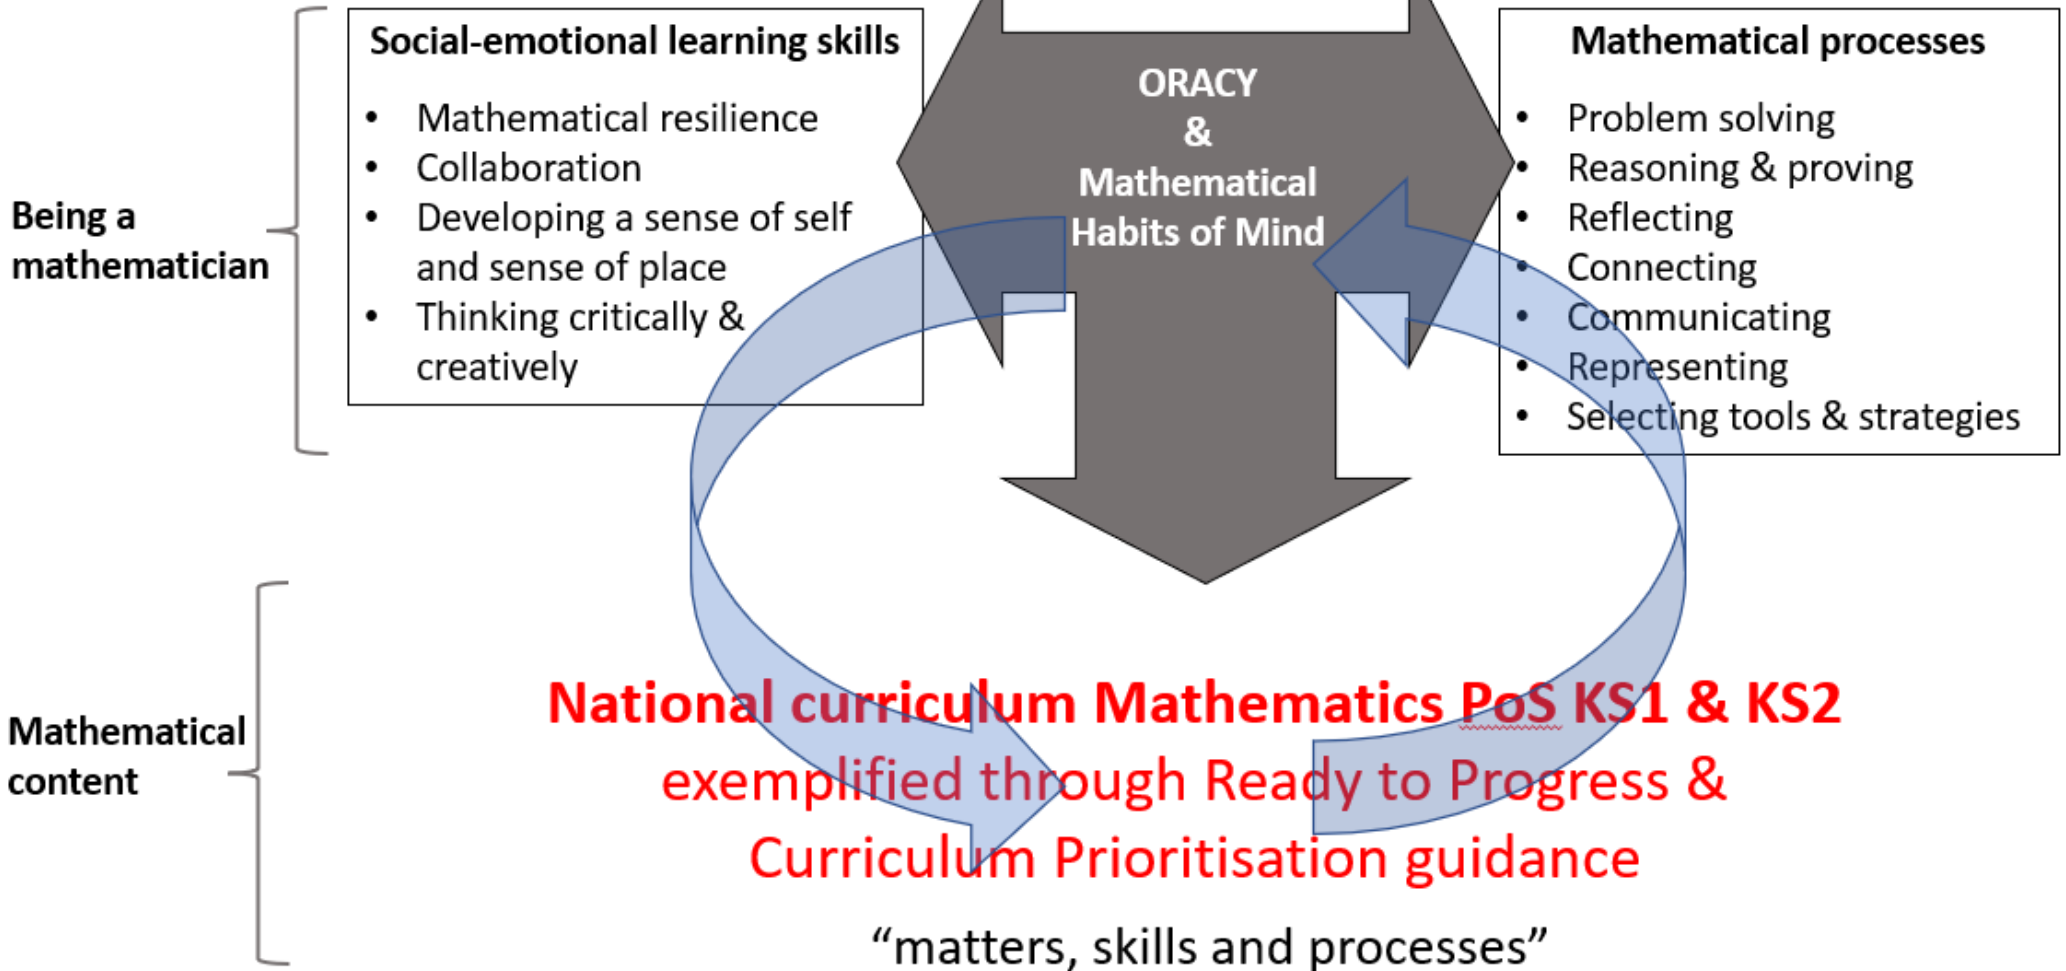 Being a
mathematician
Social-emotional learning skills
• Mathematical resilience
• Collaboration
• Developing a sense of self
and sense of place
• Thinking critically &
creatively
ORACY
&
Mathematical
Habits of Mind
Mathematical processes
• Problem solving
• Reasoning & proving
• Reflecting
• Connecting
• Communicating
• Representing
• Selecting tools & strategies
Mathematical
content
National curriculum Mathematics PoS KS1 & KS2
exemplified through Ready to Progress &
Curriculum Prioritisation guidance
“matters, skills and processes”